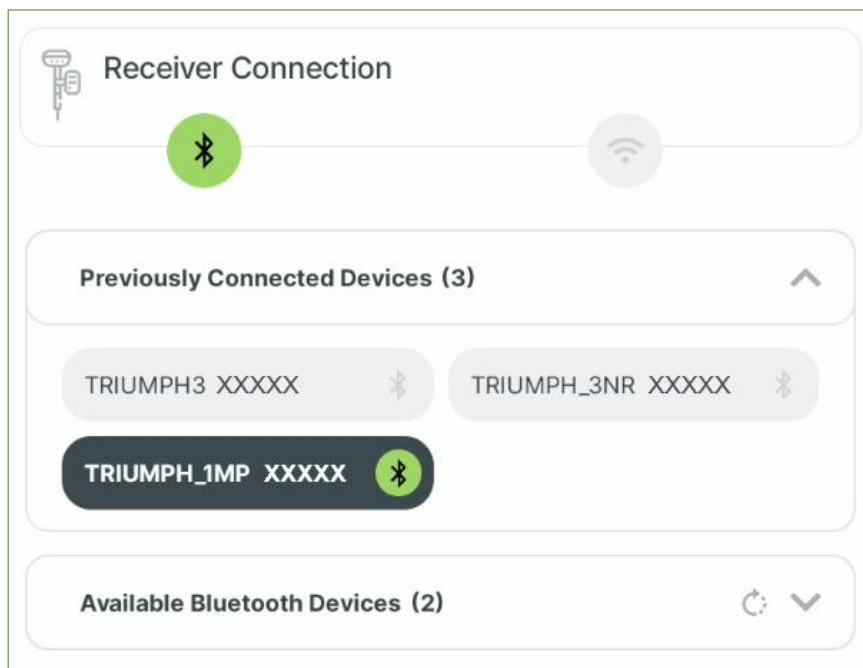 Receiver Connection
Previously Connected Devices (3)
TRIUMPH3 XXXXX
TRIUMPH_3NR XXXXX
TRIUMPH_1MP XXXXX
Available Bluetooth Devices (2)